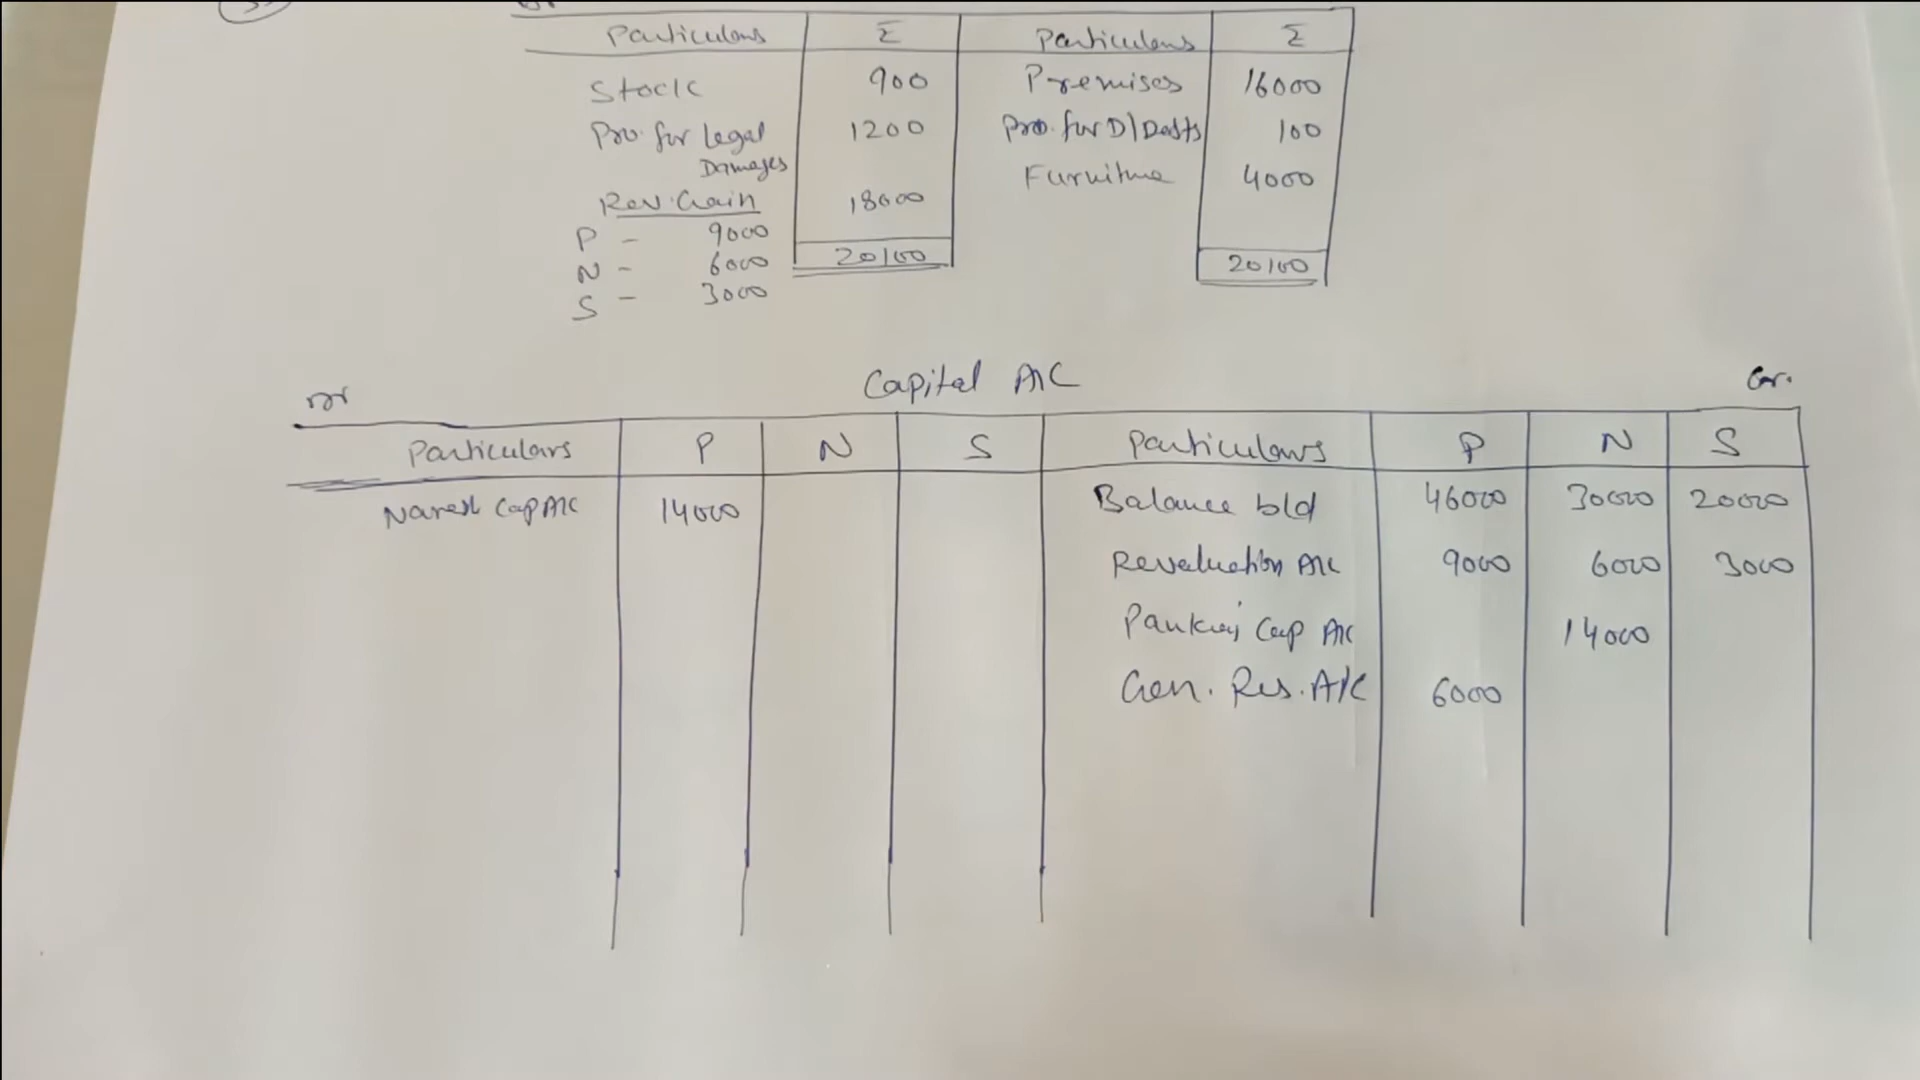 Particulars Σ Particulars Σ
Stock 900 Premises 16000
Pro. for Legal 1200 Pro. for D/Debts 100
Damages Furniture 4000
Rev. Gain 18000
P - 9000
N - 6000 20100 20100
S - 3000
Capital A/C
Dr Cr.
Particulars P N S Particulars P N S
Naresh Cap A/c 14000 Balance b/d 46000 30000 20000
Revaluation A/c 9000 6000 3000
Pankaj Cap A/c 14000
Gen. Res. A/c 6000